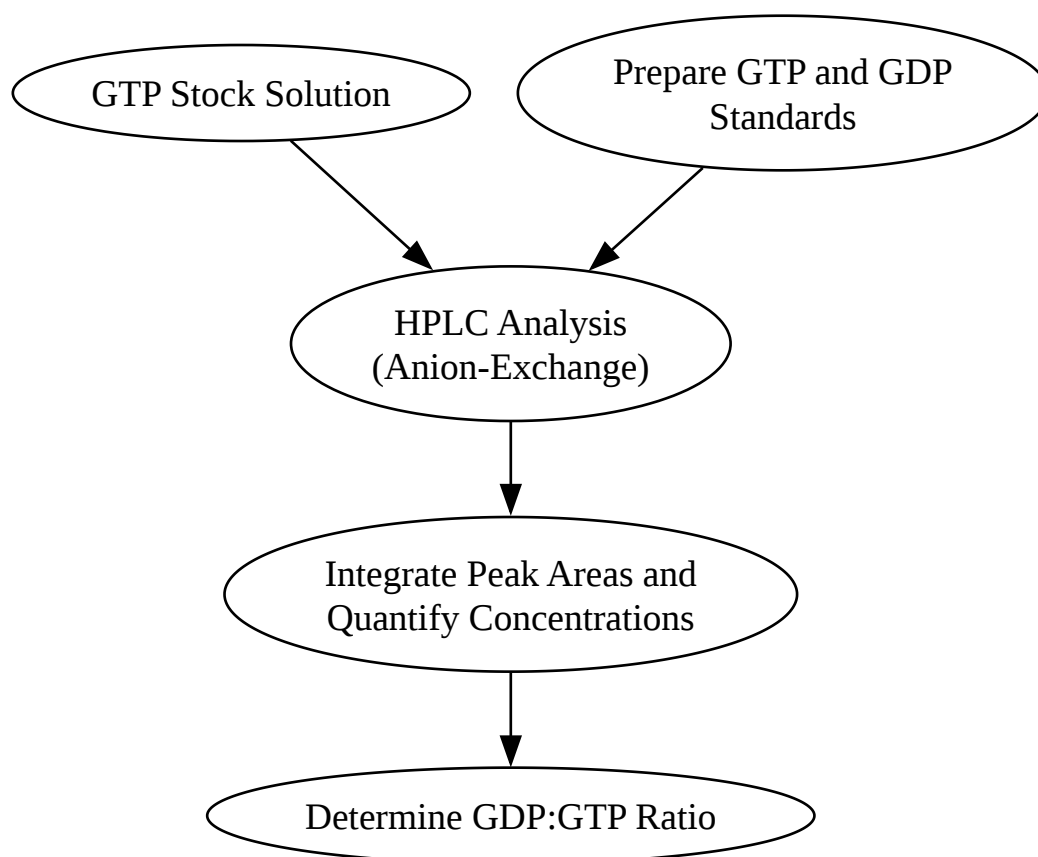 GTP Stock Solution
Prepare GTP and GDP
Standards
HPLC Analysis
(Anion-Exchange)
Integrate Peak Areas and
Quantify Concentrations
Determine GDP:GTP Ratio